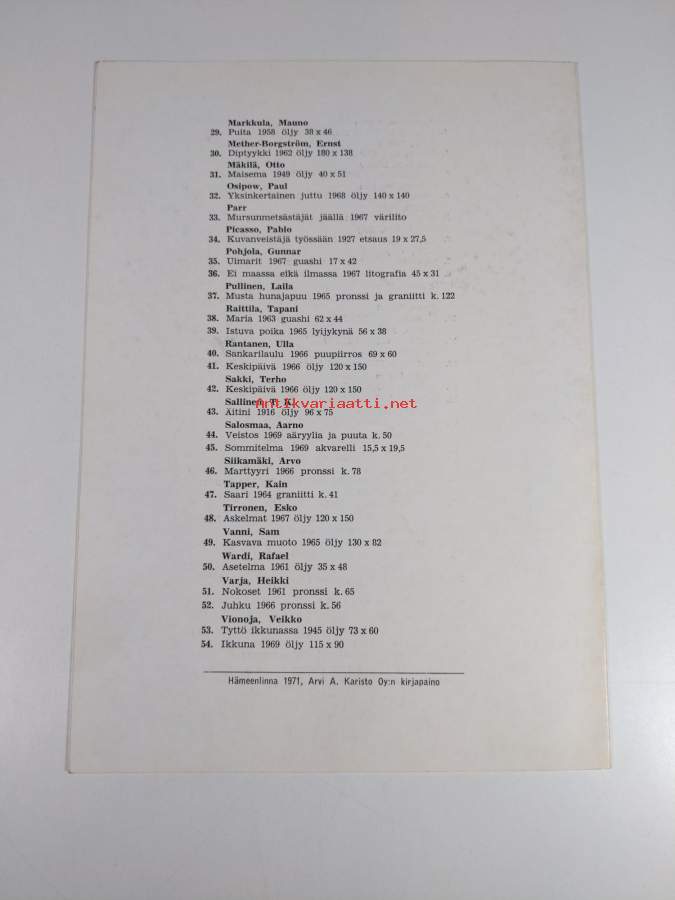 Markkula, Mauno
29. Puita 1958 öljy 38 x 46
Mether-Borgström, Ernst
30. Diptyykki 1962 öljy 180 x 138
Mäkilä, Otto
31. Maisema 1949 öljy 40 x 51
Osipow, Paul
32. Yksinkertainen juttu 1968 öljy 140 x 140
Parr
33. Mursunmetsästäjät jäällä 1967 värilito
Picasso, Pablo
34. Kuvanveistäjä työssään 1927 etsaus 19 x 27,5
Pohjola, Gunnar
35. Uimarit 1967 guashi 17 x 42
36. Ei maassa eikä ilmassa 1967 litografia 45 x 31
Pullinen, Laila
37. Musta hunajapuu 1965 pronssi ja graniitti k. 122
Raittila, Tapani
38. Maria 1963 guashi 62 x 44
39. Istuva poika 1965 lyijykynä 56 x 38
Rantanen, Ulla
40. Sankarilaulu 1966 puupiirros 69 x 60
41. Keskipäivä 1966 öljy 120 x 150
Sakki, Terho
42. Keskipäivä 1966 öljy 120 x 150
Sallinen, T. K.
Antikvariaatti.net
43. Äitini 1916 öljy 96 x 75
Salosmaa, Aarno
44. Veistos 1969 aäryylia ja puuta k. 50
45. Sommitelma 1969 akvarelli 15,5 x 19,5
Siikamäki, Arvo
46. Marttyyri 1966 pronssi k. 78
Tapper, Kain
47. Saari 1964 graniitti k. 41
Tirronen, Esko
48. Askelmat 1967 öljy 120 x 150
Vanni, Sam
49. Kasvava muoto 1965 öljy 130 x 82
Wardi, Rafael
50. Asetelma 1961 öljy 35 x 48
Varja, Heikki
51. Nokoset 1961 pronssi k. 65
52. Juhku 1966 pronssi k. 56
Vionoja, Veikko
53. Tyttö ikkunassa 1945 öljy 73 x 60
54. Ikkuna 1969 öljy 115 x 90
Hämeenlinna 1971, Arvi A. Karisto Oy:n kirjapaino